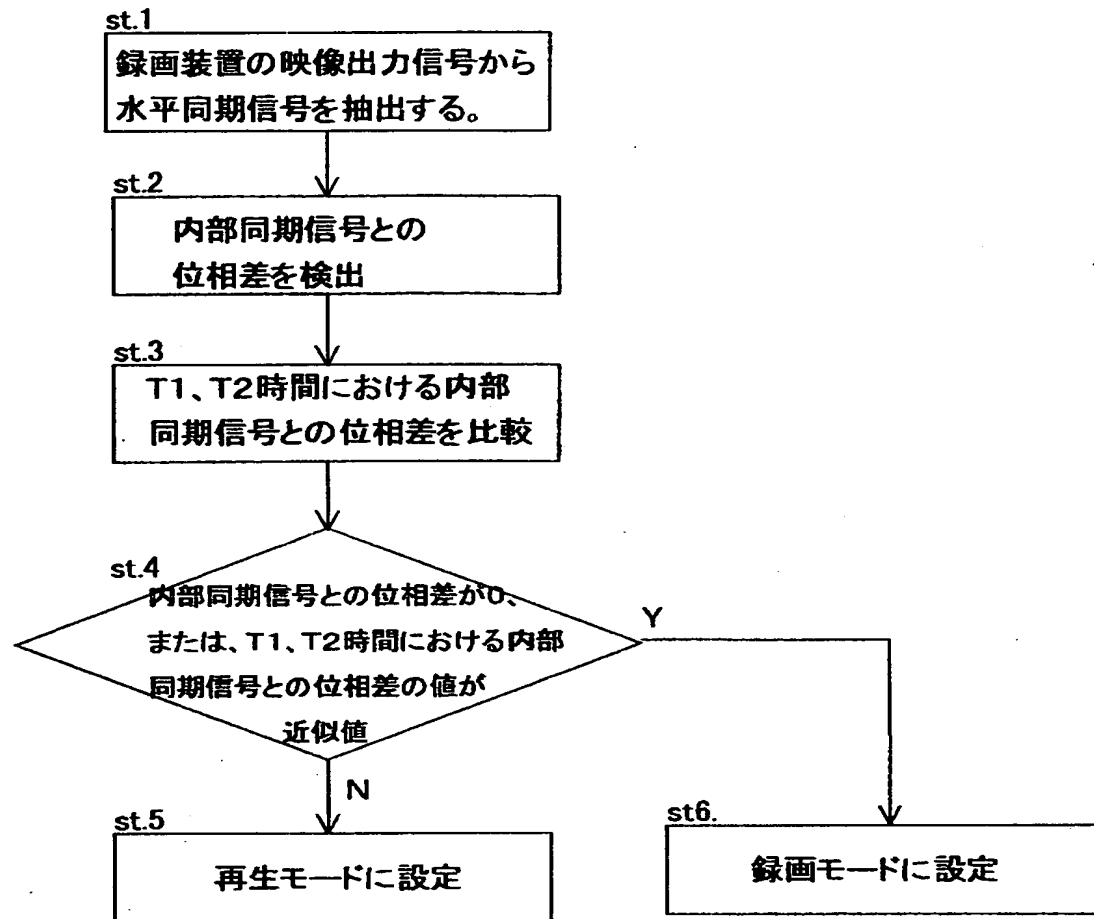 st.1
録画装置の映像出力信号から
水平同期信号を抽出する。
st.2
内部同期信号との
位相差を検出
st.3
T1、T2時間における内部
同期信号との位相差を比較
st.4
内部同期信号との位相差が0、
または、T1、T2時間における内部
同期信号との位相差の値が
近似値
Y
N
st.5
再生モードに設定
st6.
録画モードに設定